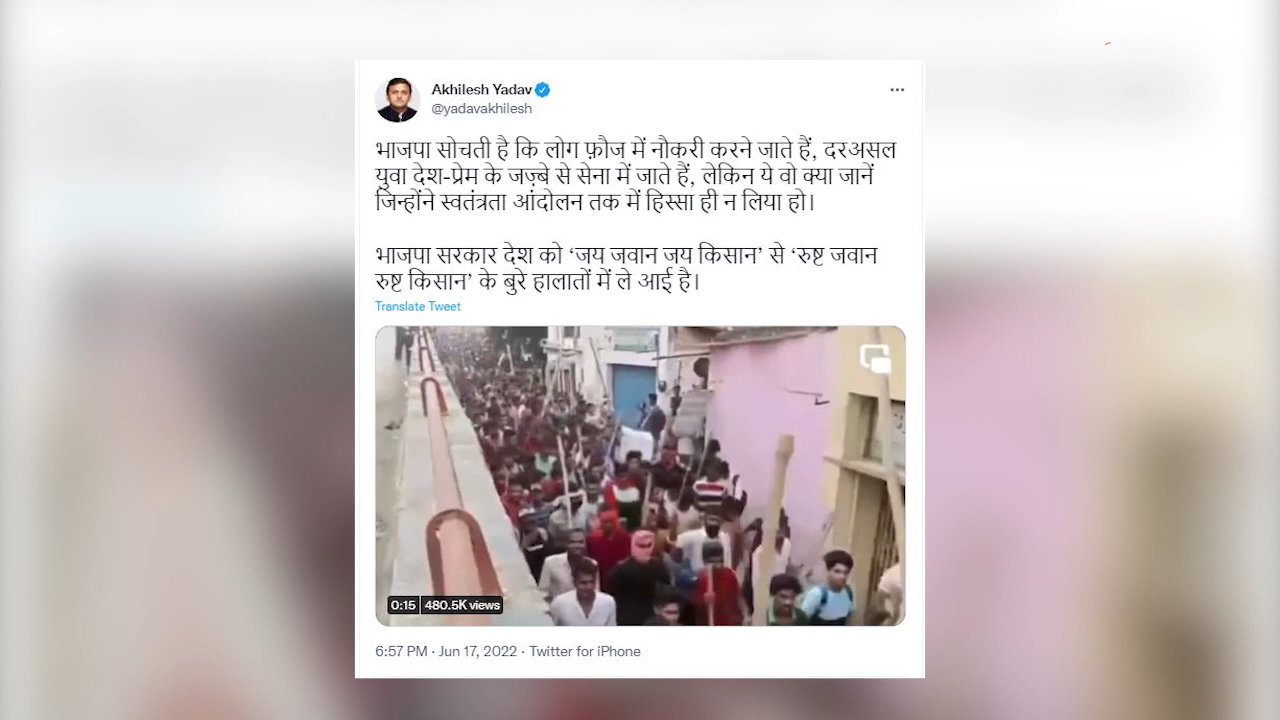 Akhilesh Yadav
@yadavakhilesh
भाजपा सोचती है कि लोग फ़ौज में नौकरी करने जाते हैं, दरअसल
युवा देश-प्रेम के जज़्बे से सेना में जाते हैं, लेकिन ये वो क्या जानें
जिन्होंने स्वतंत्रता आंदोलन तक में हिस्सा ही न लिया हो।
भाजपा सरकार देश को ‘जय जवान जय किसान’ से ‘रुष्ट जवान
रुष्ट किसान’ के बुरे हालातों में ले आई है।
Translate Tweet
0:15 480.5K views
6:57 PM · Jun 17, 2022 · Twitter for iPhone